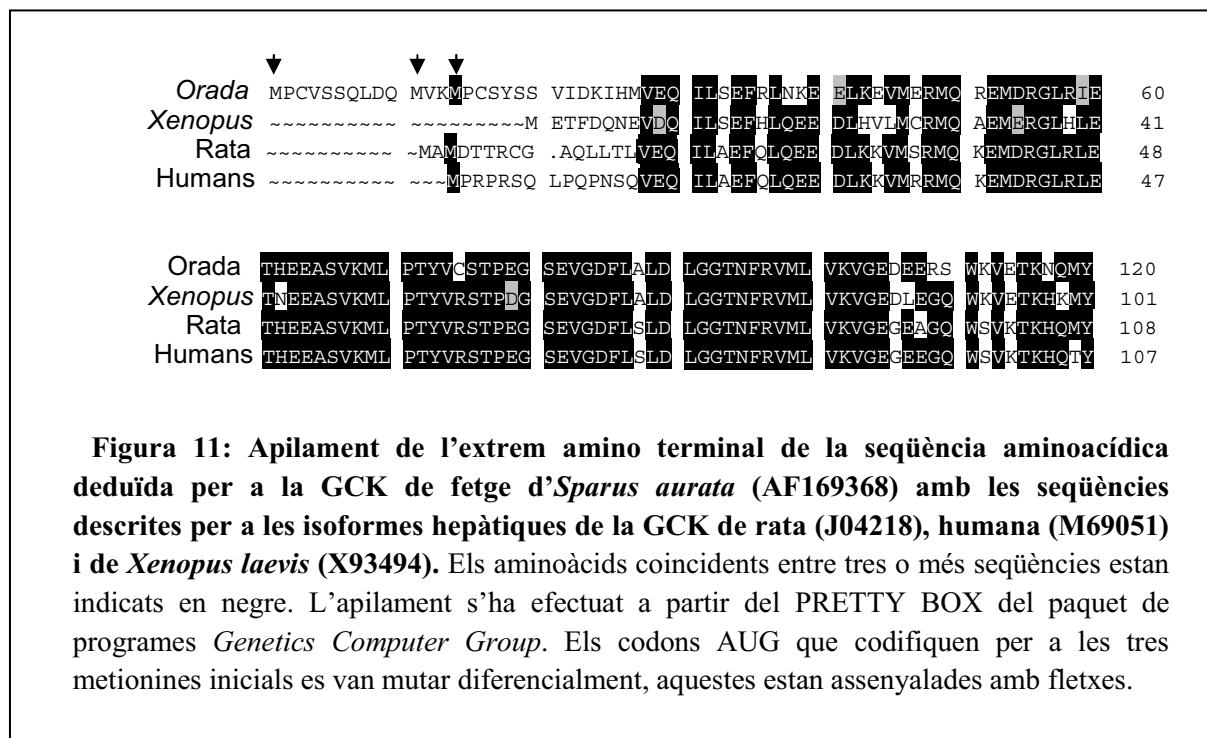 Orada MPCVSSQLDQ MVKMPCSYSS VIDKIHMVEQ ILSEFRLNKE ELKEVMERMQ REMDRGLRIE 60
Xenopus ~~~~~~~~~~ ~~~~~~~~~M ETFDQNEVDQ ILSEFHLQEE DLHVLMCRMQ AEMERGLHLE 41
Rata ~~~~~~~~~~ ~MAMDTTRCG .AQLLTLVEQ ILAEFQLQEE DLKKVMSRMQ KEMDRGLRLE 48
Humans ~~~~~~~~~~ ~~~MPRPRSQ LPQPNSQVEQ ILAEFQLQEE DLKKVMRRMQ KEMDRGLRLE 47
Orada THEEASVKML PTYVCSTPEG SEVGDFLALD LGGTNFRVML VKVGEDEERS WKVETKNQMY 120
Xenopus TNEEASVKML PTYVRSTPDG SEVGDFLALD LGGTNFRVML VKVGEDLEGQ WKVETKHKMY 101
Rata THEEASVKML PTYVRSTPEG SEVGDFLSLD LGGTNFRVML VKVGEGEAGQ WSVKTKHQMY 108
Humans THEEASVKML PTYVRSTPEG SEVGDFLSLD LGGTNFRVML VKVGEGEEGQ WSVKTKHQTY 107
Figura 11: Apilament de l’extrem amino terminal de la seqüència aminoacídica
deduïda per a la GCK de fetge d’Sparus aurata (AF169368) amb les seqüències
descrites per a les isoformes hepàtiques de la GCK de rata (J04218), humana (M69051)
i de Xenopus laevis (X93494). Els aminoàcids coincidents entre tres o més seqüències estan
indicats en negre. L’apilament s’ha efectuat a partir del PRETTY BOX del paquet de
programes Genetics Computer Group. Els codons AUG que codifiquen per a les tres
metionines inicials es van mutar diferencialment, aquestes estan assenyalades amb fletxes.